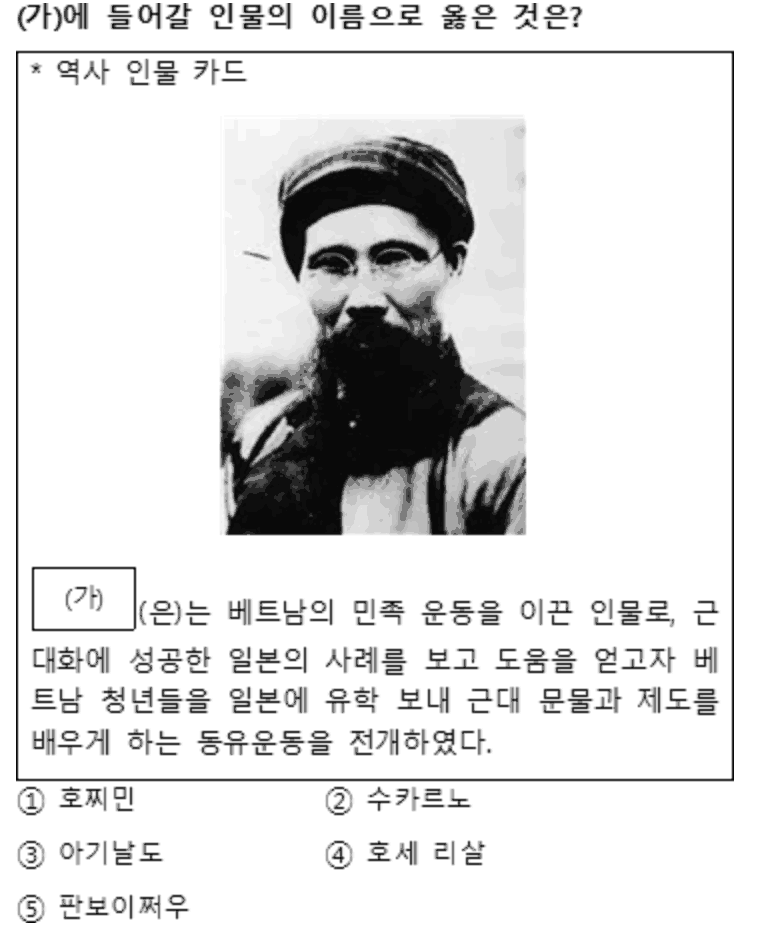 (가)에 들어갈 인물의 이름으로 옳은 것은?
* 역사 인물 카드
(가) (은)는 베트남의 민족 운동을 이끈 인물로, 근
대화에 성공한 일본의 사례를 보고 도움을 얻고자 베
트남 청년들을 일본에 유학 보내 근대 문물과 제도를
배우게 하는 동유운동을 전개하였다.
① 호찌민 ② 수카르노
③ 아기날도 ④ 호세 리살
⑤ 판보이쩌우